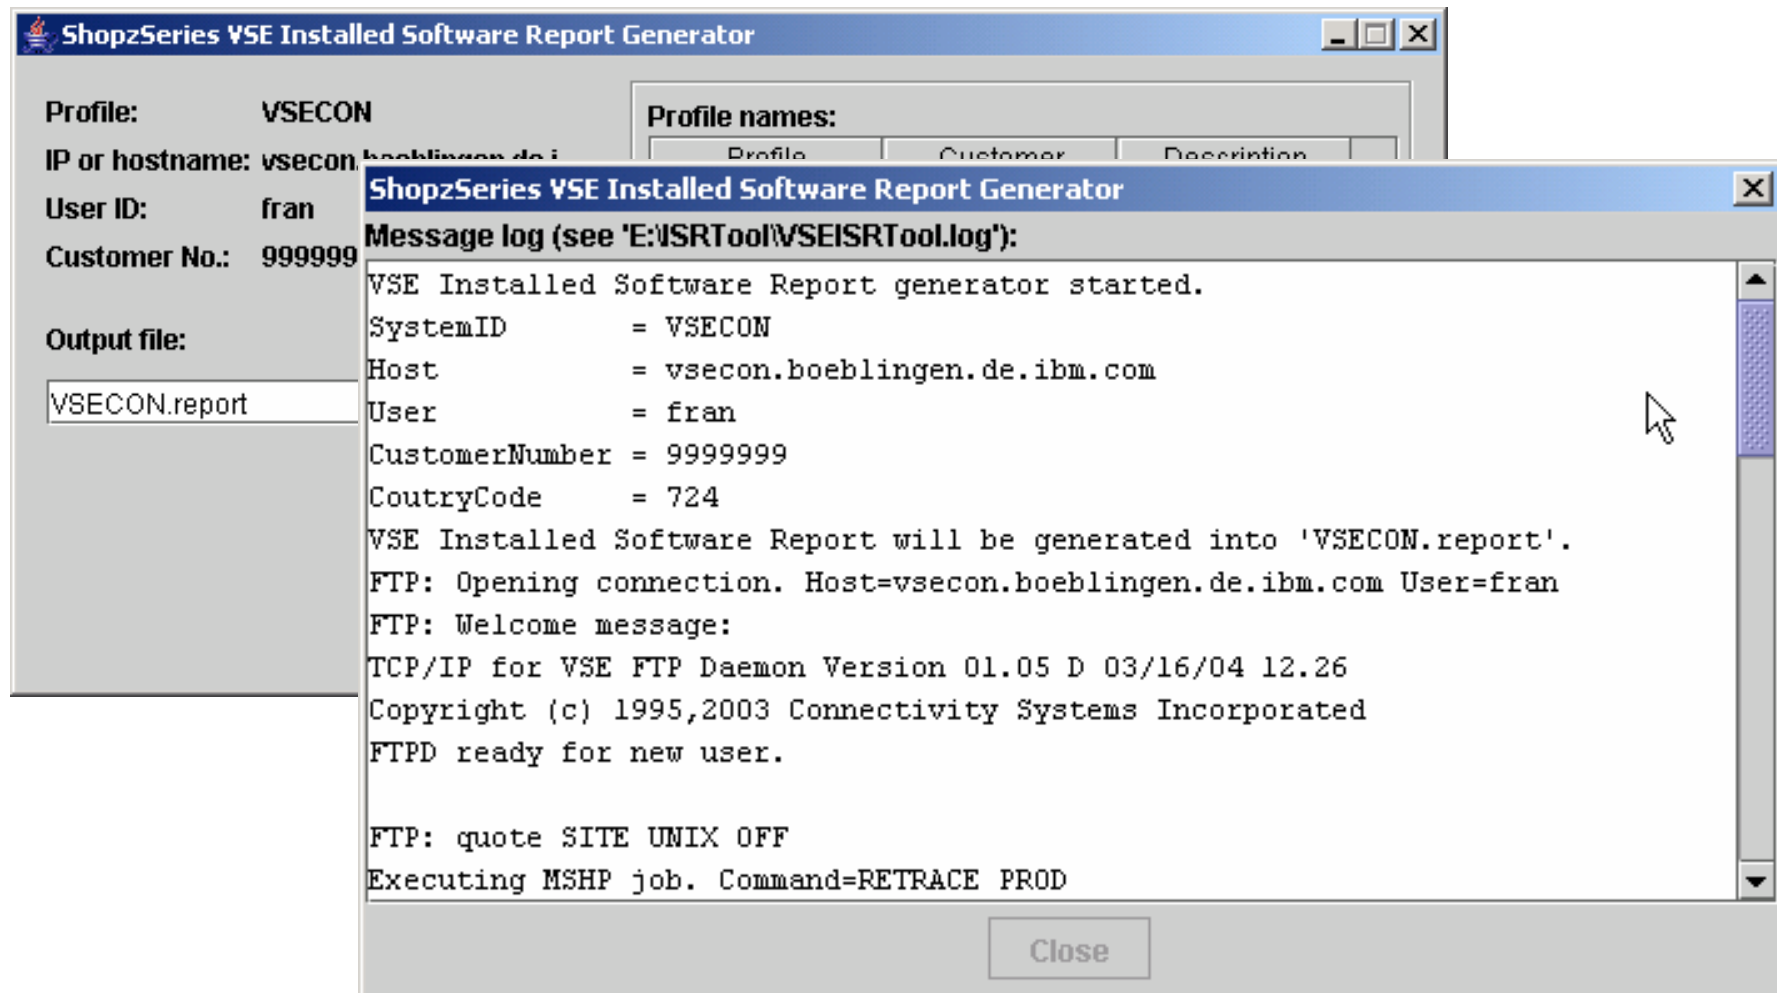 ShopzSeries VSE Installed Software Report Generator
Profile: VSECON
Profile names:
IP or hostname: vsecon.boeblingen.de.i
Profile Customer Description
User ID: fran
Customer No.: 999999
Output file:
VSECON.report
ShopzSeries VSE Installed Software Report Generator
Message log (see 'E:\ISRTool\VSEISRTool.log'):
VSE Installed Software Report generator started.
SystemID = VSECON
Host = vsecon.boeblingen.de.ibm.com
User = fran
CustomerNumber = 9999999
CoutryCode = 724
VSE Installed Software Report will be generated into 'VSECON.report'.
FTP: Opening connection. Host=vsecon.boeblingen.de.ibm.com User=fran
FTP: Welcome message:
TCP/IP for VSE FTP Daemon Version 01.05 D 03/16/04 12.26
Copyright (c) 1995,2003 Connectivity Systems Incorporated
FTPD ready for new user.
FTP: quote SITE UNIX OFF
Executing MSHP job. Command=RETRACE PROD
Close